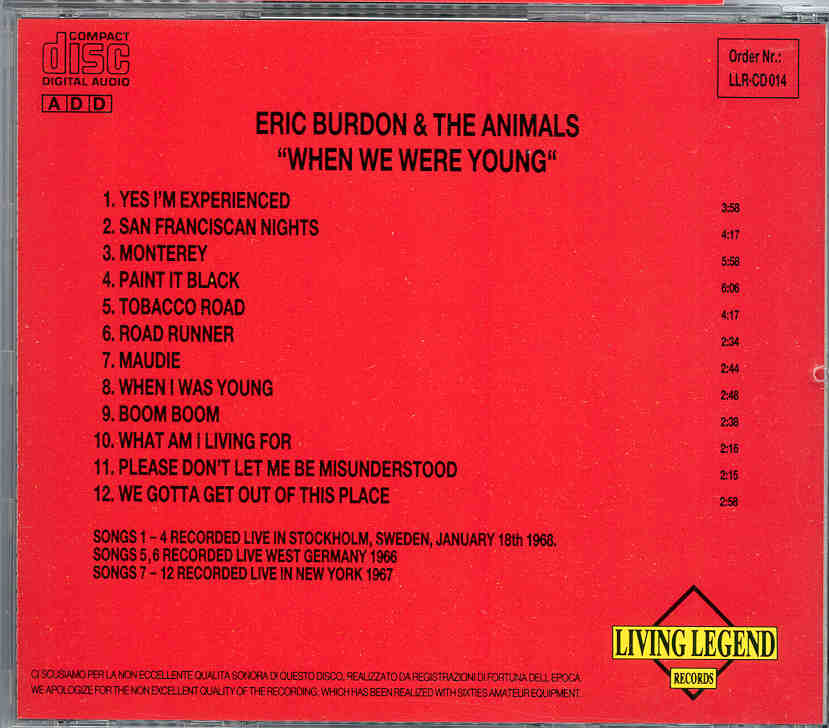 COMPACT
disc
DIGITAL AUDIO
A D D
Order Nr.:
LLR-CD 014
ERIC BURDON & THE ANIMALS
"WHEN WE WERE YOUNG"
1. YES I'M EXPERIENCED 3:58
2. SAN FRANCISCAN NIGHTS 4:17
3. MONTEREY 5:58
4. PAINT IT BLACK 6:06
5. TOBACCO ROAD 4:17
6. ROAD RUNNER 2:34
7. MAUDIE 2:44
8. WHEN I WAS YOUNG 2:48
9. BOOM BOOM 2:38
10. WHAT AM I LIVING FOR 2:16
11. PLEASE DON'T LET ME BE MISUNDERSTOOD 2:15
12. WE GOTTA GET OUT OF THIS PLACE 2:58
SONGS 1 – 4 RECORDED LIVE IN STOCKHOLM, SWEDEN, JANUARY 18th 1968.
SONGS 5,6 RECORDED LIVE WEST GERMANY 1966
SONGS 7 – 12 RECORDED LIVE IN NEW YORK 1967
LIVING LEGEND
RECORDS
CI SCUSIAMO PER LA NON ECCELLENTE QUALITA SONORA DI QUESTO DISCO, REALIZZATO DA REGISTRAZIONI DI FORTUNA DELL EPOCA.
WE APOLOGIZE FOR THE NON EXCELLENT QUALITY OF THE RECORDING, WHICH HAS BEEN REALIZED WITH SIXTIES AMATEUR EQUIPMENT.